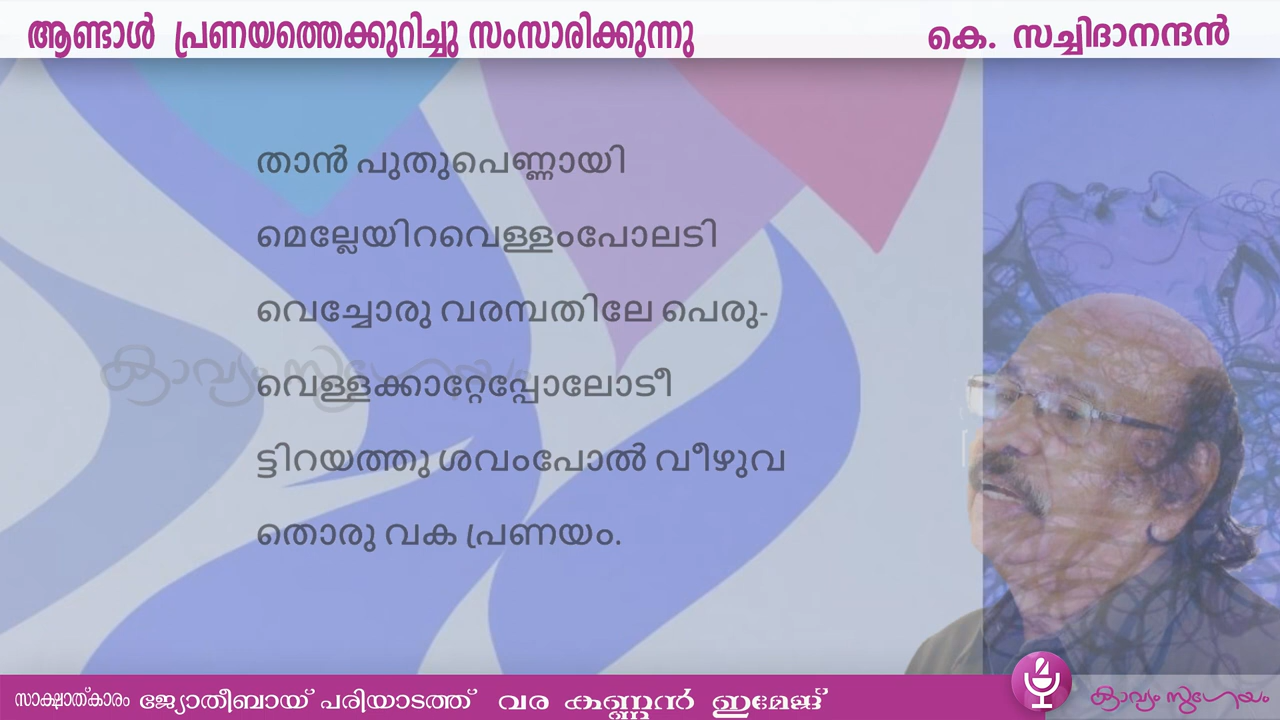 ആണ്ടാൾ പ്രണയത്തെക്കുറിച്ചു സംസാരിക്കുന്നു
കെ. സച്ചിദാനന്ദൻ
താൻ പുതുപെണ്ണായി
മെല്ലേയിറവെള്ളംപോലടി
വെച്ചോരു വരമ്പതിലേ പെരു-
കാവ്യം സുഗേയം
വെള്ളക്കാറ്റേപ്പോലോടീ
ട്ടിറയത്തു ശവംപോൽ വീഴുവ
തൊരു വക പ്രണയം.
സാക്ഷാത്കാരം ജ്യോതീബായ് പരിയാടത്ത് വര കണ്ണൻ ഇമേജ്
കാവ്യം സുഗേയം